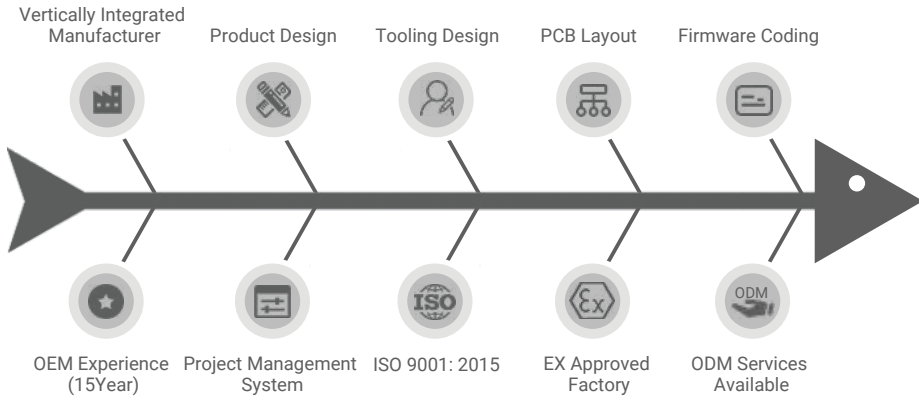 Vertically Integrated
Manufacturer
Product Design
Tooling Design
PCB Layout
Firmware Coding
ISO
Ex
ODM
OEM Experience
(15Year)
Project Management
System
ISO 9001: 2015
EX Approved
Factory
ODM Services
Available